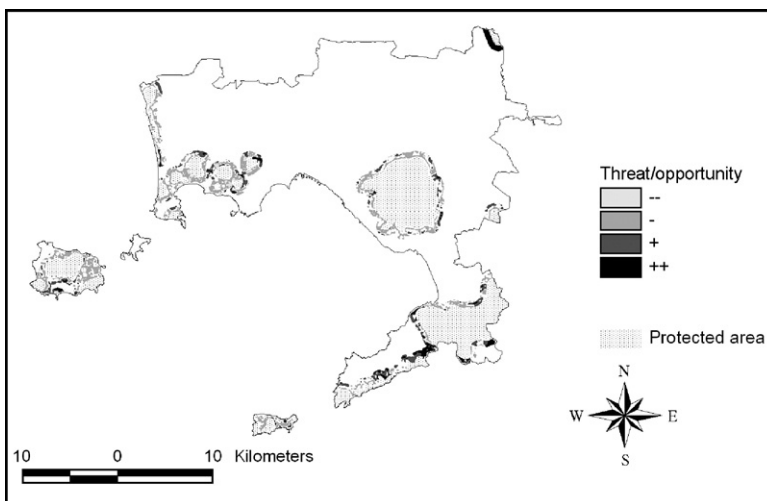 Threat/opportunity
--
-
+
++
Protected area
N
W E
S
10 0 10 Kilometers